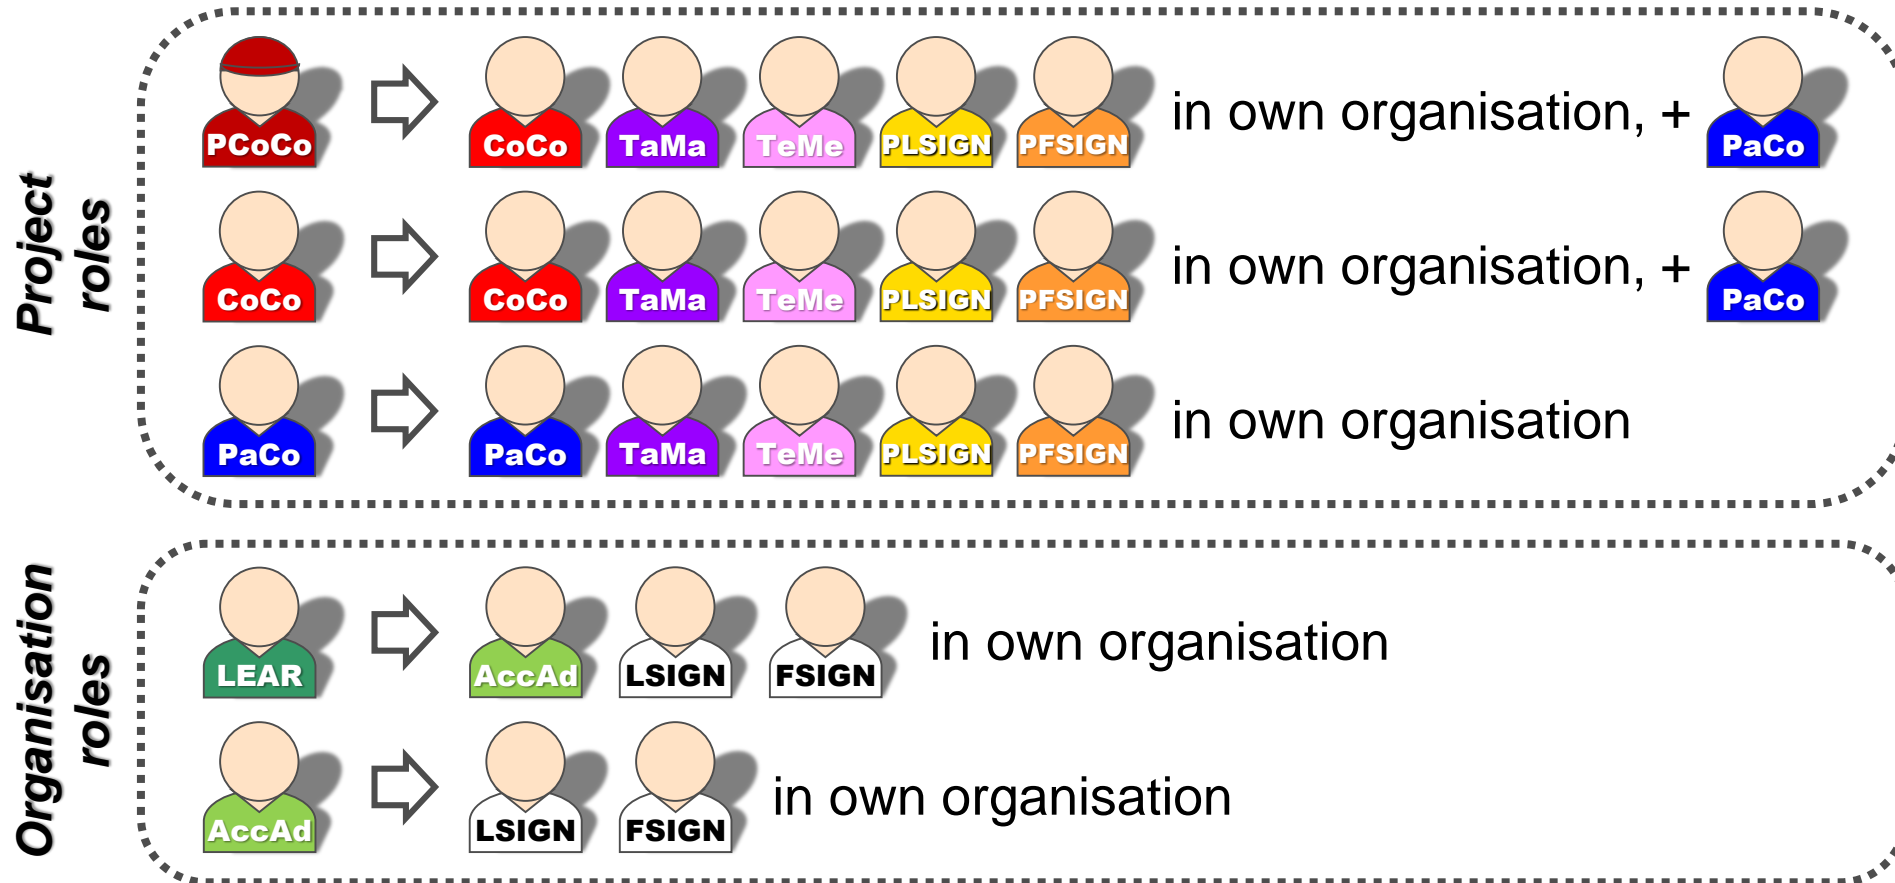 Project
roles
PCoCo CoCo TaMa TeMe PLSIGN PFSIGN in own organisation, + PaCo
CoCo CoCo TaMa TeMe PLSIGN PFSIGN in own organisation, + PaCo
PaCo PaCo TaMa TeMe PLSIGN PFSIGN in own organisation
Organisation
roles
LEAR AccAd LSIGN FSIGN in own organisation
AccAd LSIGN FSIGN in own organisation